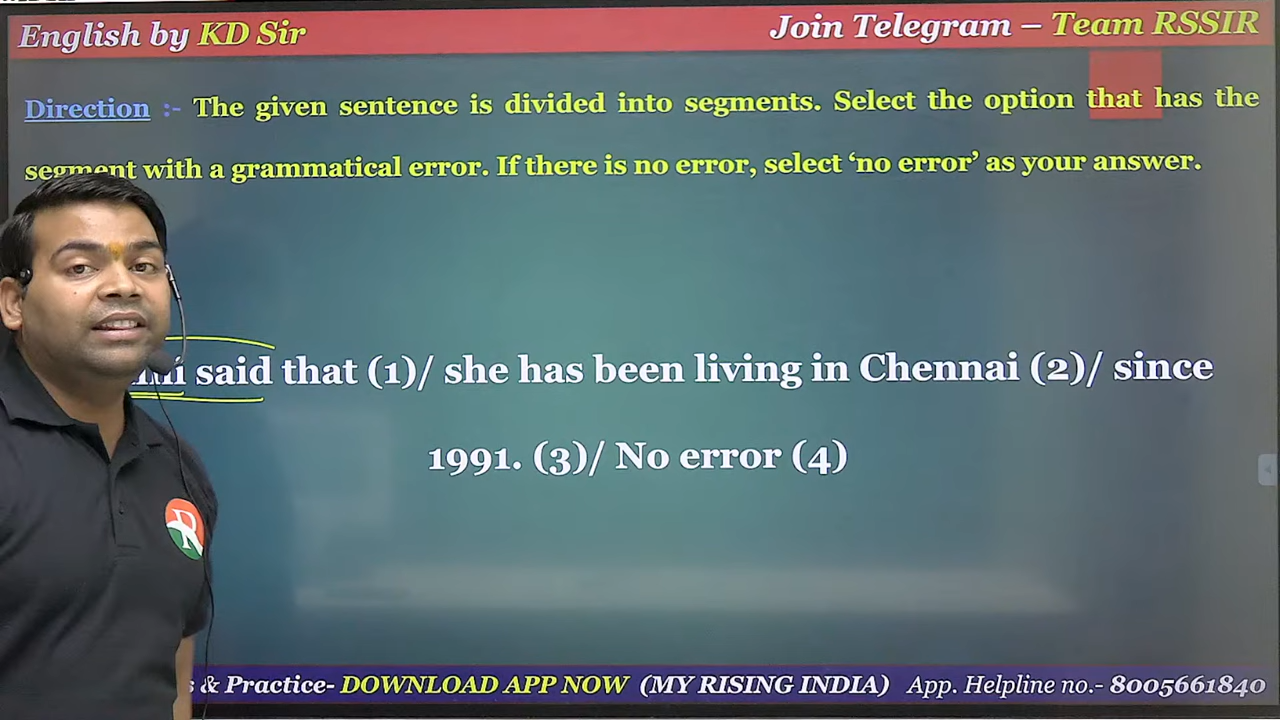 English by KD Sir
Join Telegram – Team RSSIR
Direction :- The given sentence is divided into segments. Select the option that has the
segment with a grammatical error. If there is no error, select ‘no error’ as your answer.
said that (1)/ she has been living in Chennai (2)/ since
1991. (3)/ No error (4)
R
& Practice- DOWNLOAD APP NOW (MY RISING INDIA) App. Helpline no.- 8005661840